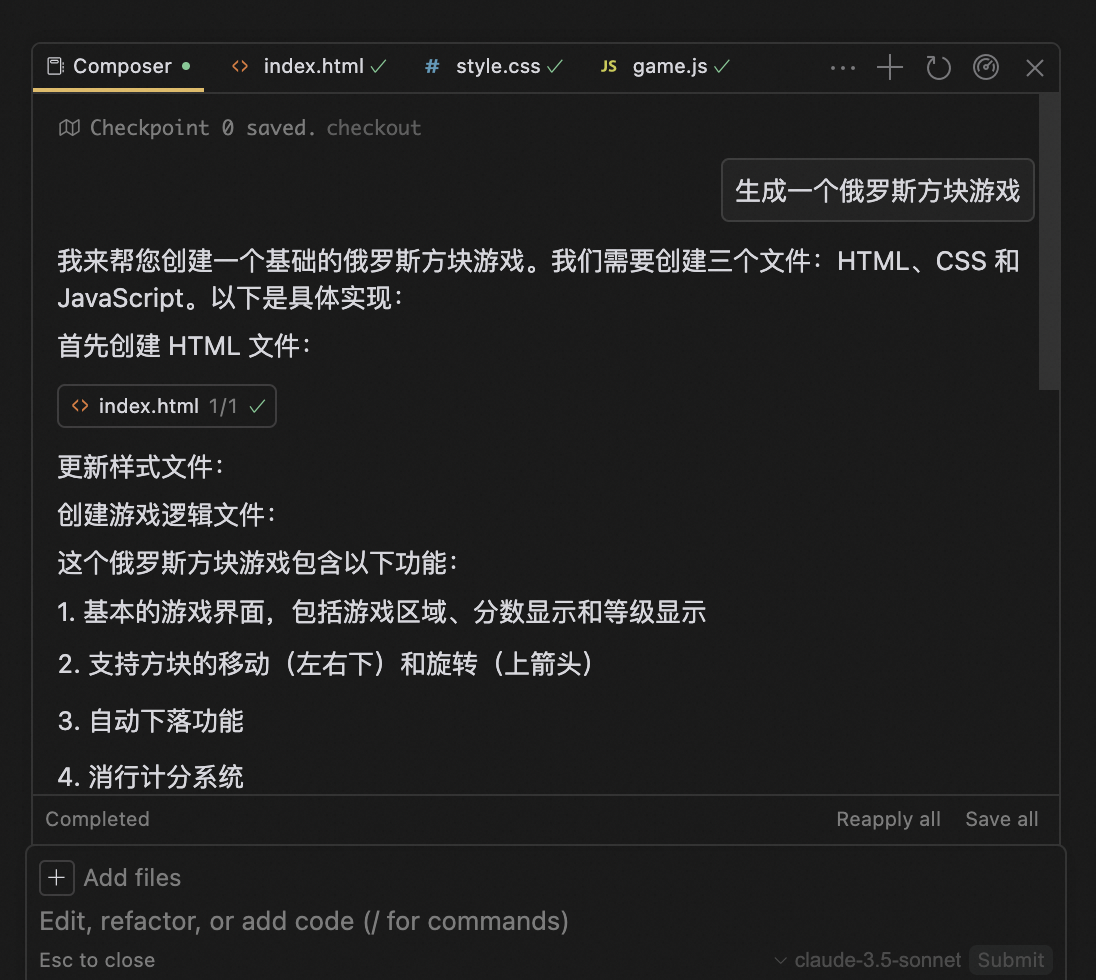 Composer index.html # style.css JS game.js ...
Checkpoint 0 saved. checkout
生成一个俄罗斯方块游戏
我来帮您创建一个基础的俄罗斯方块游戏。我们需要创建三个文件：HTML、CSS 和
JavaScript。以下是具体实现：
首先创建 HTML 文件：
<> index.html 1/1
更新样式文件：
创建游戏逻辑文件：
这个俄罗斯方块游戏包含以下功能：
1. 基本的游戏界面，包括游戏区域、分数显示和等级显示
2. 支持方块的移动（左右下）和旋转（上箭头）
3. 自动下落功能
4. 消行计分系统
Completed Reapply all Save all
+ Add files
Edit, refactor, or add code (/ for commands)
Esc to close claude-3.5-sonnet Submit